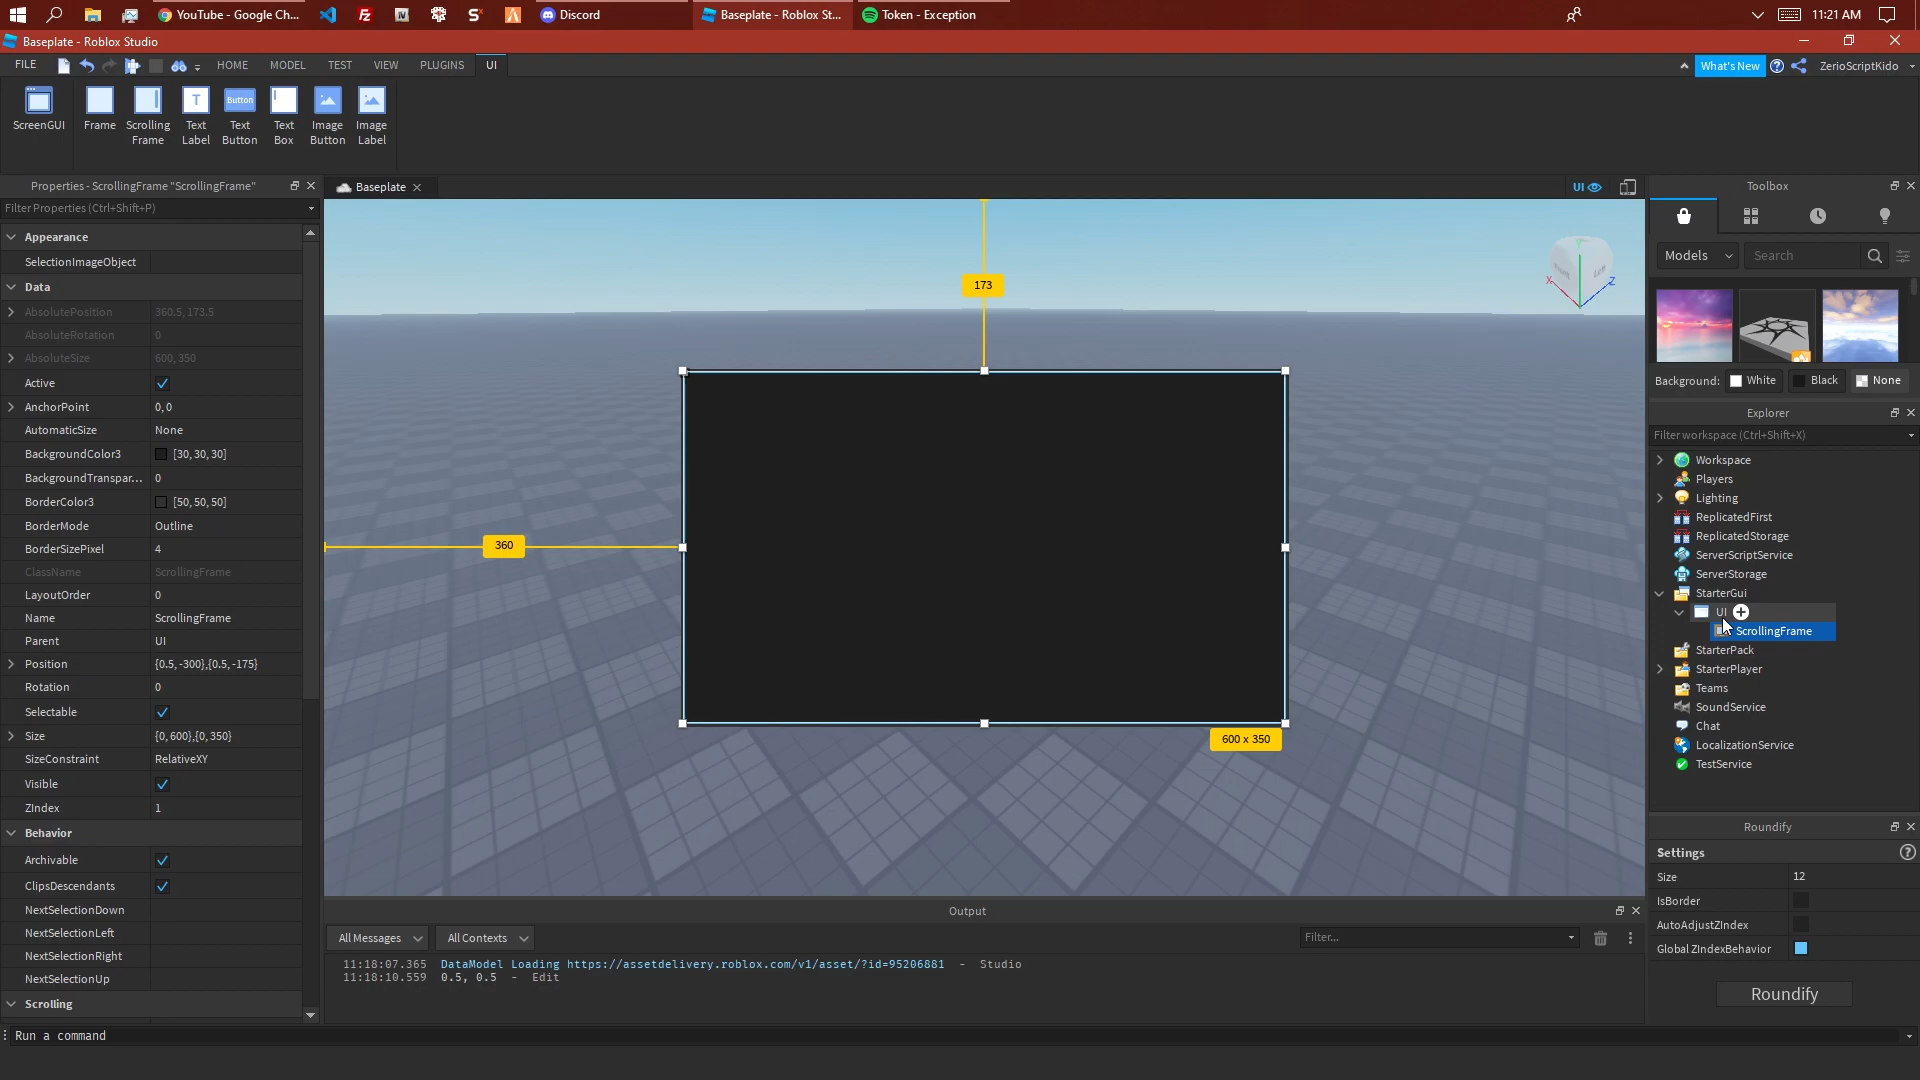 YouTube - Google Ch...
Discord
Baseplate - Roblox St...
Token - Exception
11:21 AM
Baseplate - Roblox Studio
FILE
HOME
MODEL
TEST
VIEW
PLUGINS
UI
What's New
ZerioScriptKido
ScreenGUI
Frame
Scrolling
Frame
Text
Label
Button
Text
Button
Text
Box
Image
Button
Image
Label
Properties - ScrollingFrame "ScrollingFrame"
Filter Properties (Ctrl+Shift+P)
Appearance
SelectionImageObject
Data
AbsolutePosition 360.5, 173.5
AbsoluteRotation 0
AbsoluteSize 600, 350
Active
AnchorPoint 0, 0
AutomaticSize None
BackgroundColor3 [30, 30, 30]
BackgroundTranspar... 0
BorderColor3 [50, 50, 50]
BorderMode Outline
BorderSizePixel 4
ClassName ScrollingFrame
LayoutOrder 0
Name ScrollingFrame
Parent UI
Position {0.5, -300},{0.5, -175}
Rotation 0
Selectable
Size {0, 600},{0, 350}
SizeConstraint RelativeXY
Visible
ZIndex 1
Behavior
Archivable
ClipsDescendants
NextSelectionDown
NextSelectionLeft
NextSelectionRight
NextSelectionUp
Scrolling
Baseplate
UI
173
360
600 x 350
Output
All Messages
All Contexts
Filter...
11:18:07.365 DataModel Loading https://assetdelivery.roblox.com/v1/asset/?id=95206881 - Studio
11:18:10.559 0.5, 0.5 - Edit
Run a command
Toolbox
Models
Search
Background:
White
Black
None
Explorer
Filter workspace (Ctrl+Shift+X)
Workspace
Players
Lighting
ReplicatedFirst
ReplicatedStorage
ServerScriptService
ServerStorage
StarterGui
UI
ScrollingFrame
StarterPack
StarterPlayer
Teams
SoundService
Chat
LocalizationService
TestService
Roundify
Settings
Size 12
IsBorder
AutoAdjustZIndex
Global ZIndexBehavior
Roundify